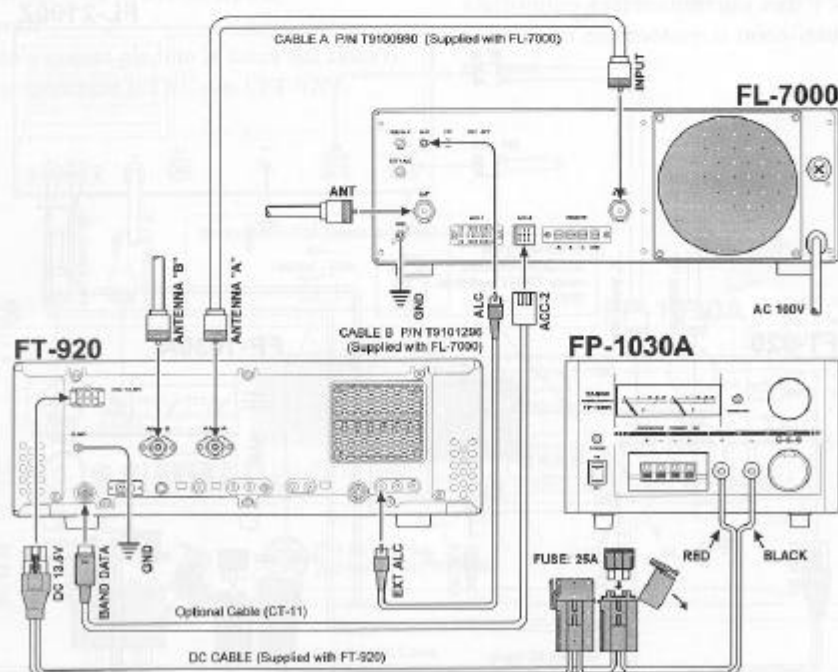 CABLE A P/N T9100980 (Supplied with FL-7000)
INPUT
FL-7000
ANT
ANTENNA "B"
ANTENNA "A"
GND
ALC
ACC-2
AC 100V
CABLE B P/N T9101296
(Supplied with FL-7000)
FT-920
FP-1030A
DC 13.5V
BAND DATA
GND
EXT ALC
FUSE: 25A
RED
BLACK
Optional Cable (CT-11)
DC CABLE (Supplied with FT-920)